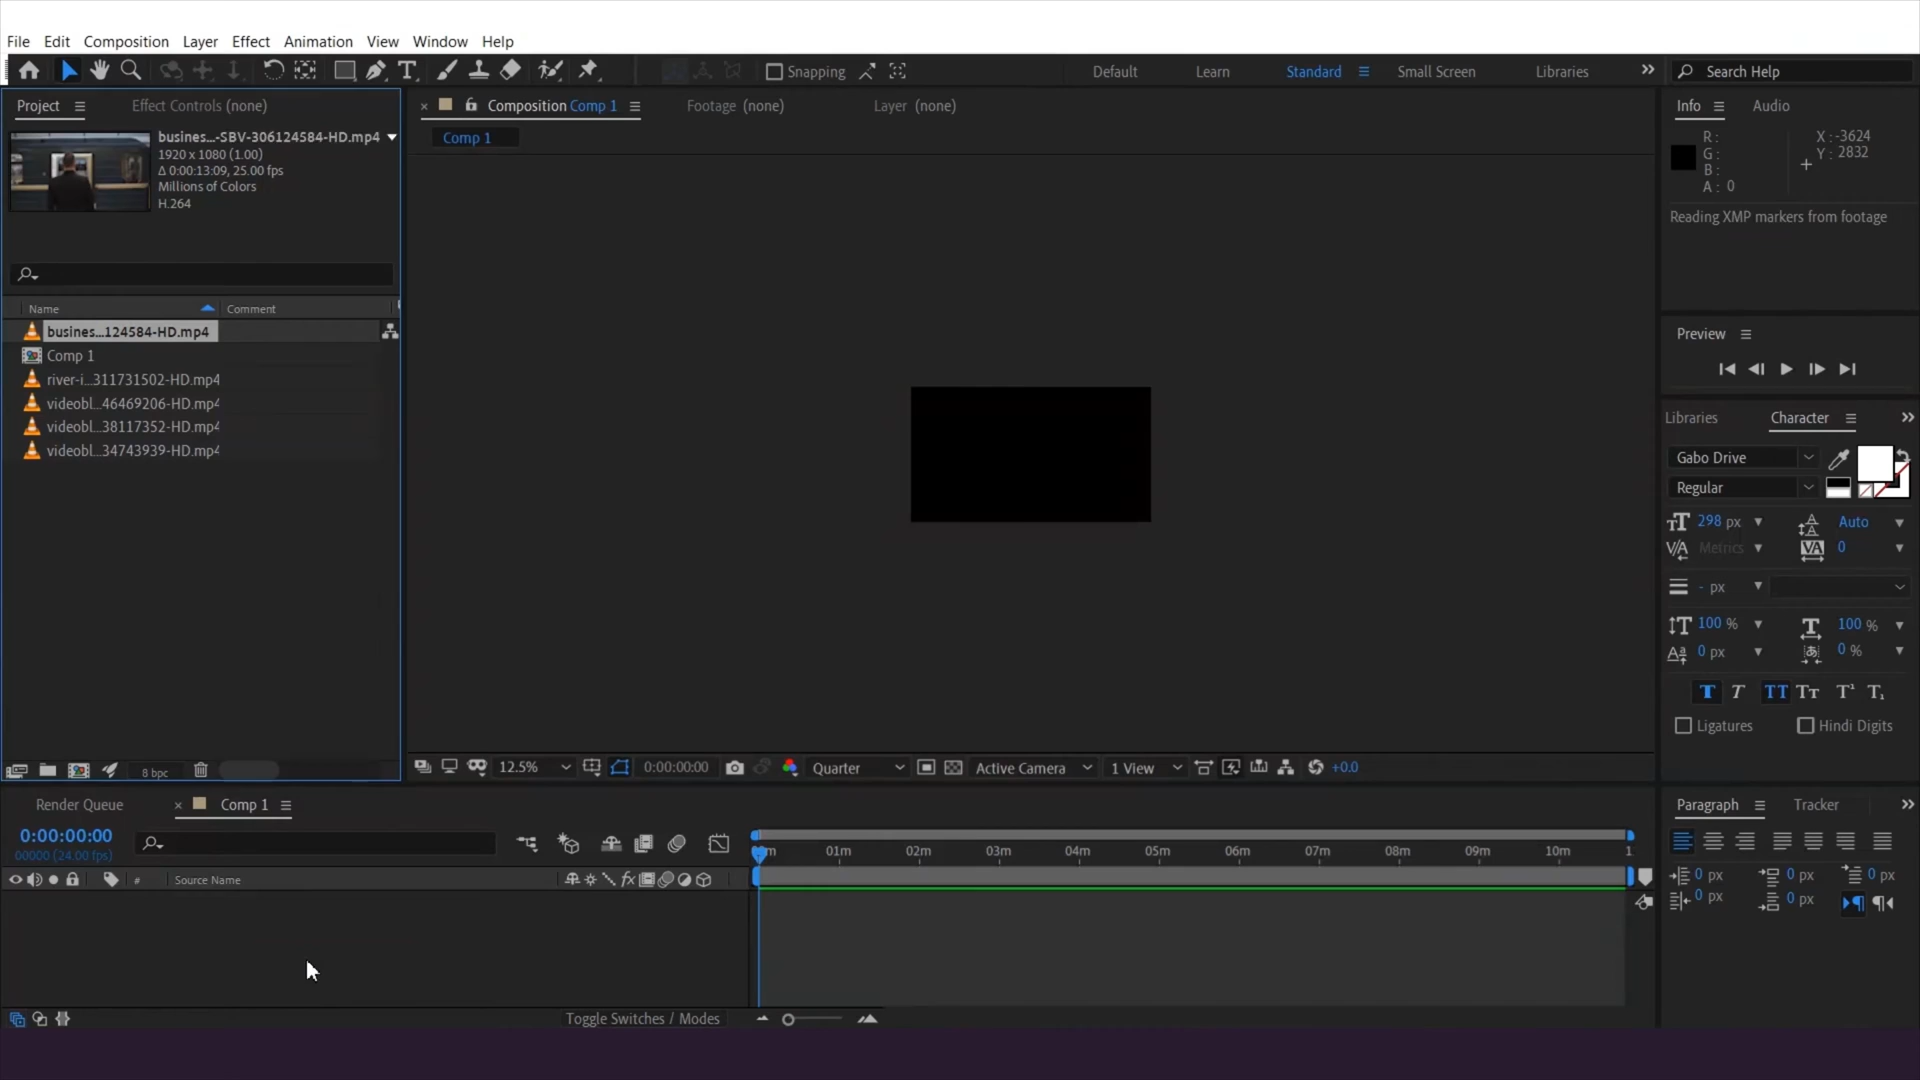 File Edit Composition Layer Effect Animation View Window Help
Snapping Default Learn Standard Small Screen Libraries Search Help
Project Effect Controls (none) Composition Comp 1 Footage (none) Layer (none) Info Audio
busines...-SBV-306124584-HD.mp4
1920 x 1080 (1.00)
Δ 0:00:13:09, 25.00 fps
Millions of Colors
H.264
Comp 1
R :
G :
B :
A : 0
X : -3624
Y : 2832
Reading XMP markers from footage
Name Comment
busines...124584-HD.mp4
Comp 1
river-i...311731502-HD.mp4
videobl...46469206-HD.mp4
videobl...38117352-HD.mp4
videobl...34743939-HD.mp4
Preview
Libraries Character
Gabo Drive
Regular
298 px Auto
Metrics 0
- px
100 % 100 %
0 px 0 %
Ligatures Hindi Digits
8 bpc
12.5% 0:00:00:00 Quarter Active Camera 1 View +0.0
Render Queue Comp 1
0:00:00:00
00000 (24.00 fps)
01m 02m 03m 04m 05m 06m 07m 08m 09m 10m
# Source Name
Toggle Switches / Modes
Paragraph Tracker
0 px 0 px 0 px
0 px 0 px